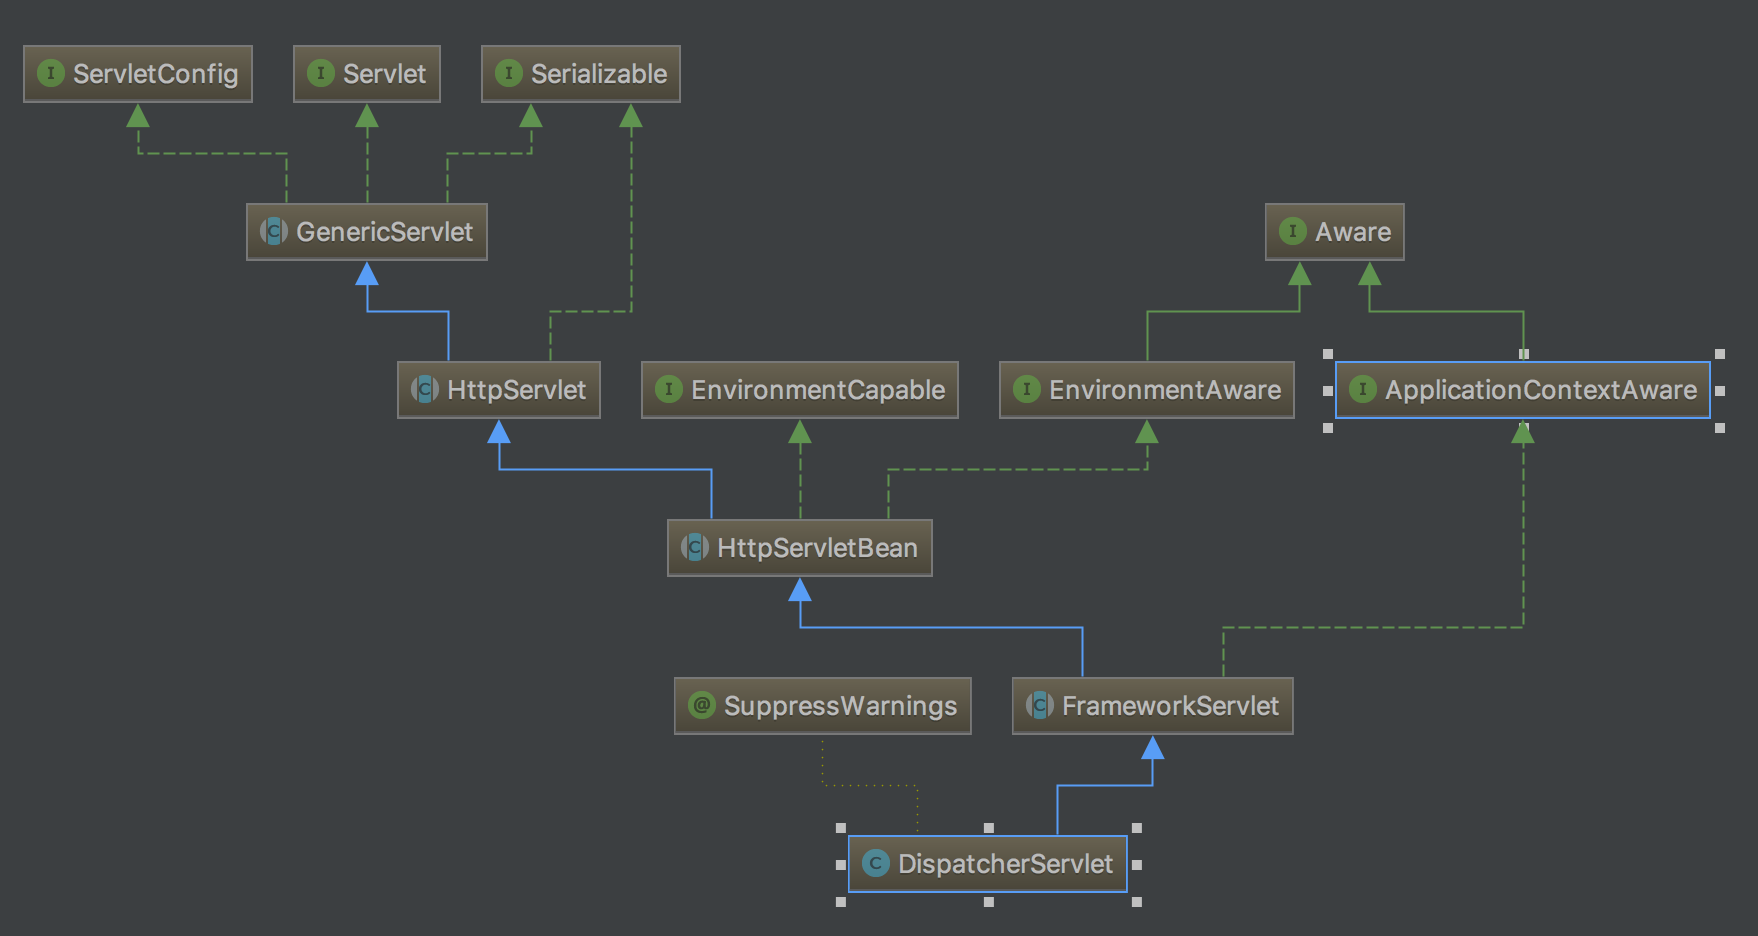 I ServletConfig
I Servlet
I Serializable
C GenericServlet
I Aware
C HttpServlet
I EnvironmentCapable
I EnvironmentAware
I ApplicationContextAware
C HttpServletBean
@ SuppressWarnings
C FrameworkServlet
C DispatcherServlet